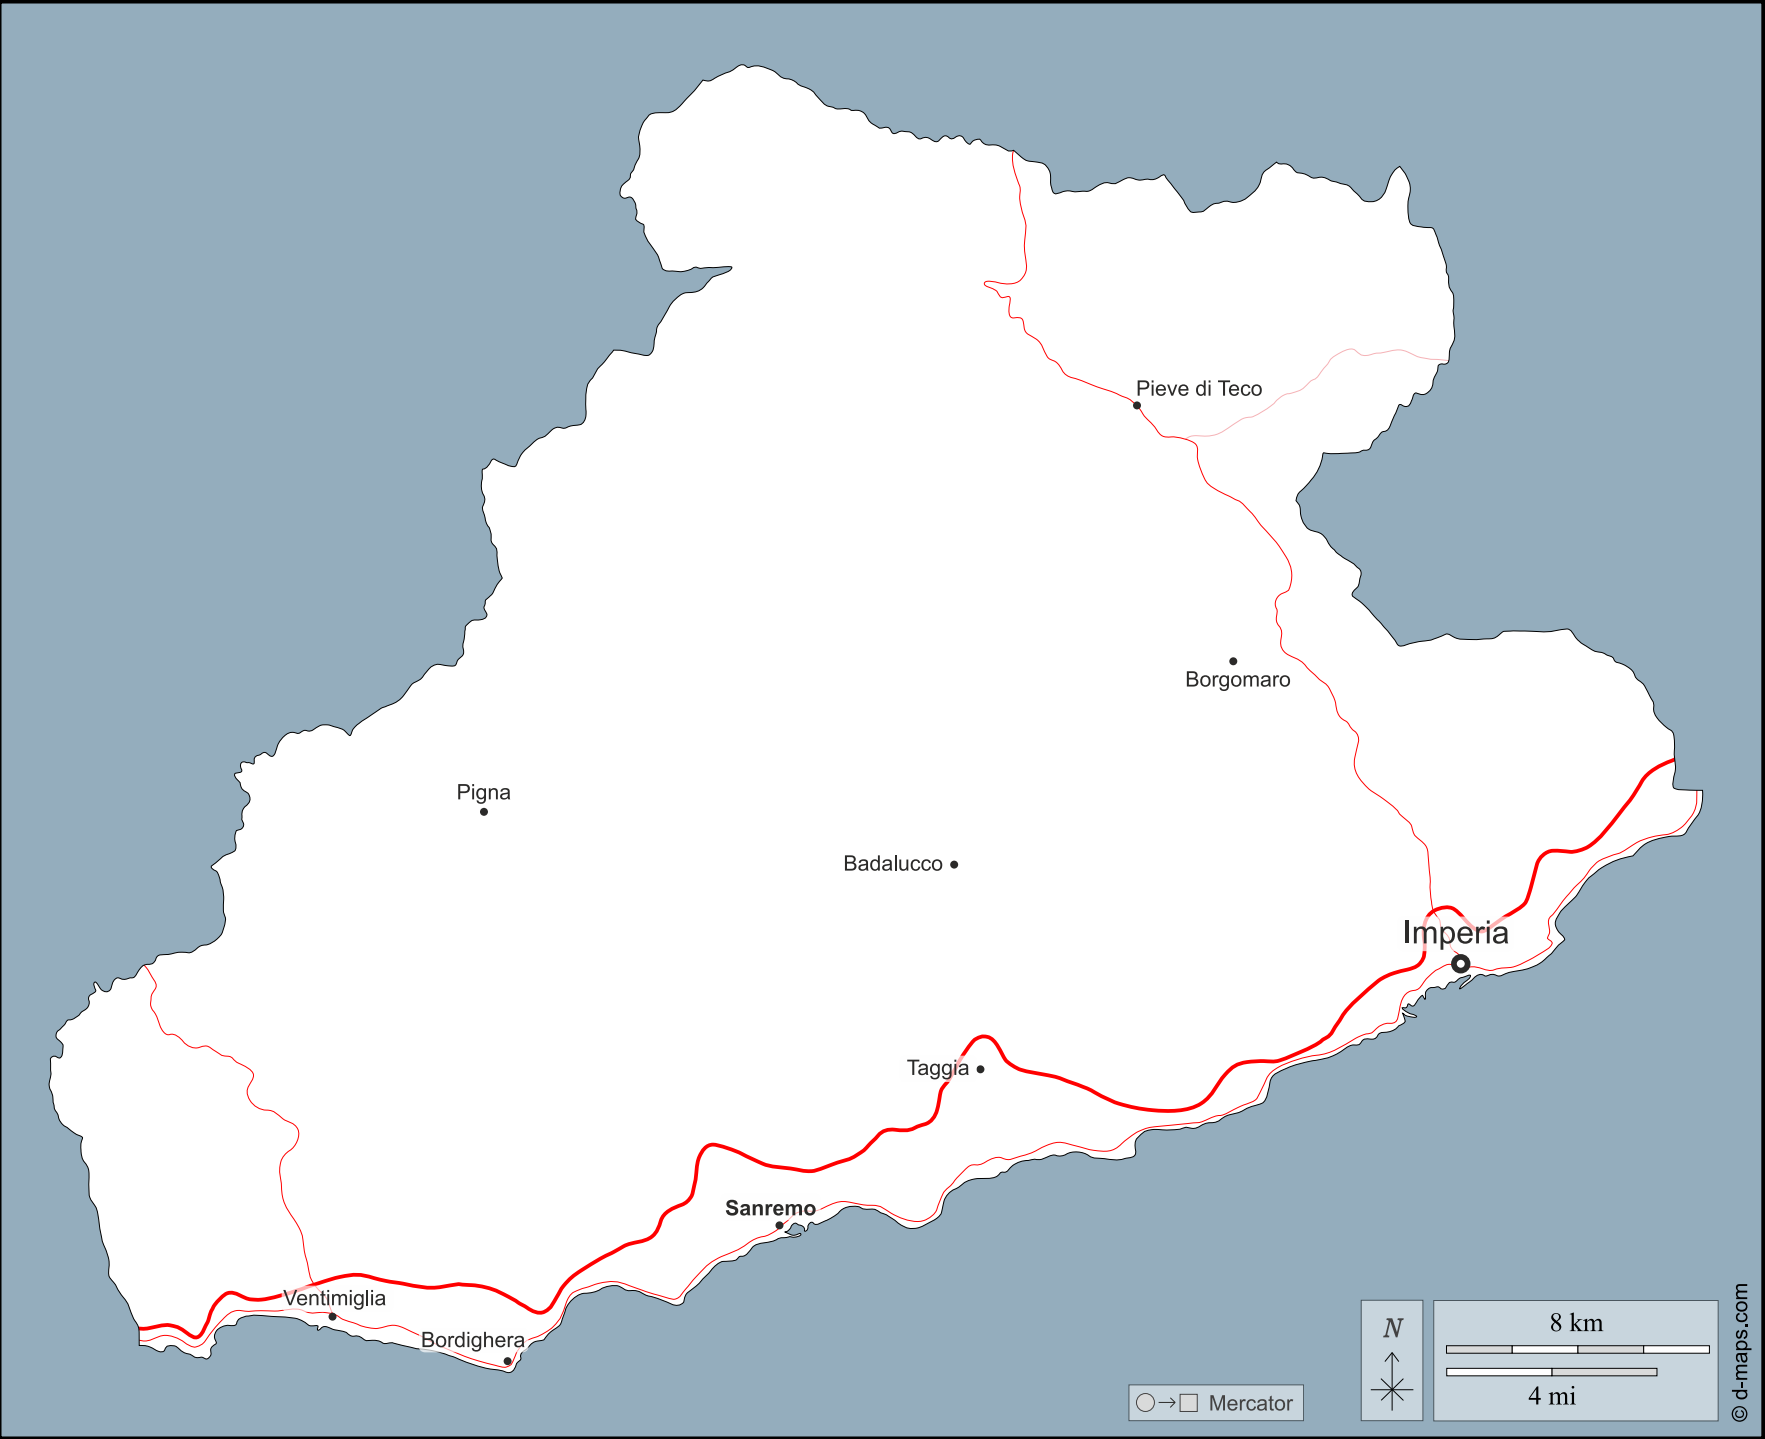 Pieve di Teco
Borgomaro
Pigna
Badalucco
Imperia
Taggia
Sanremo
Ventimiglia
Bordighera
Mercator
N
8 km
4 mi
© d-maps.com